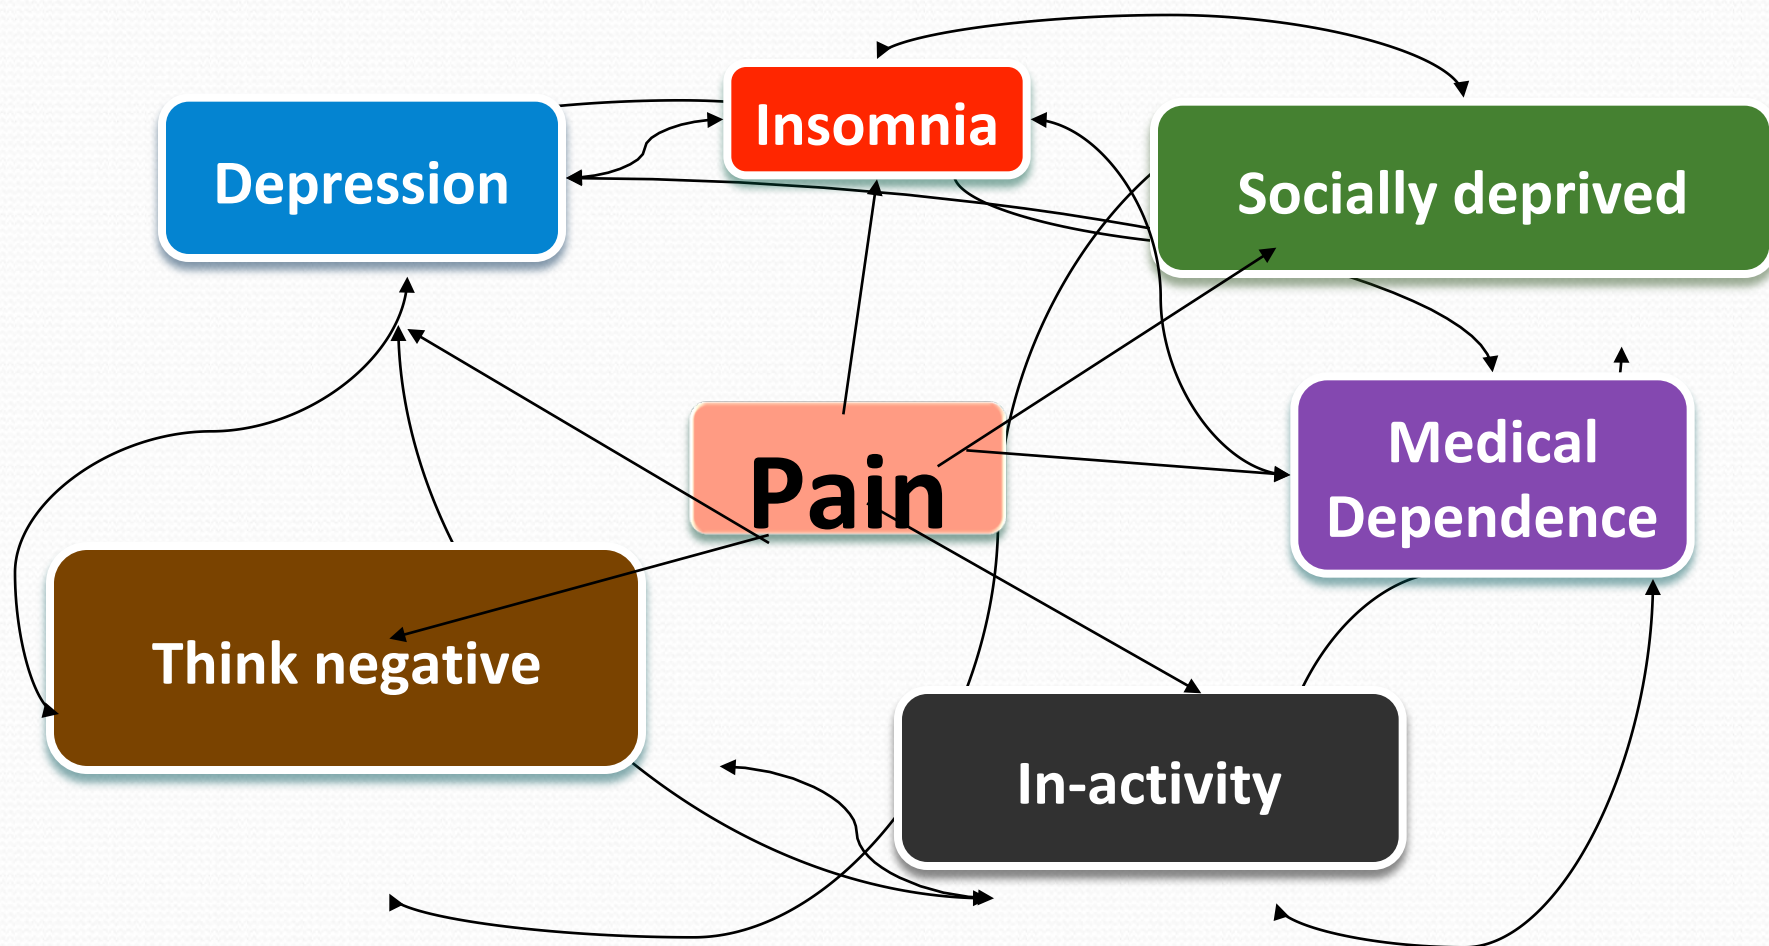 Insomnia
Depression
Socially deprived
Pain
Medical
Dependence
Think negative
In-activity